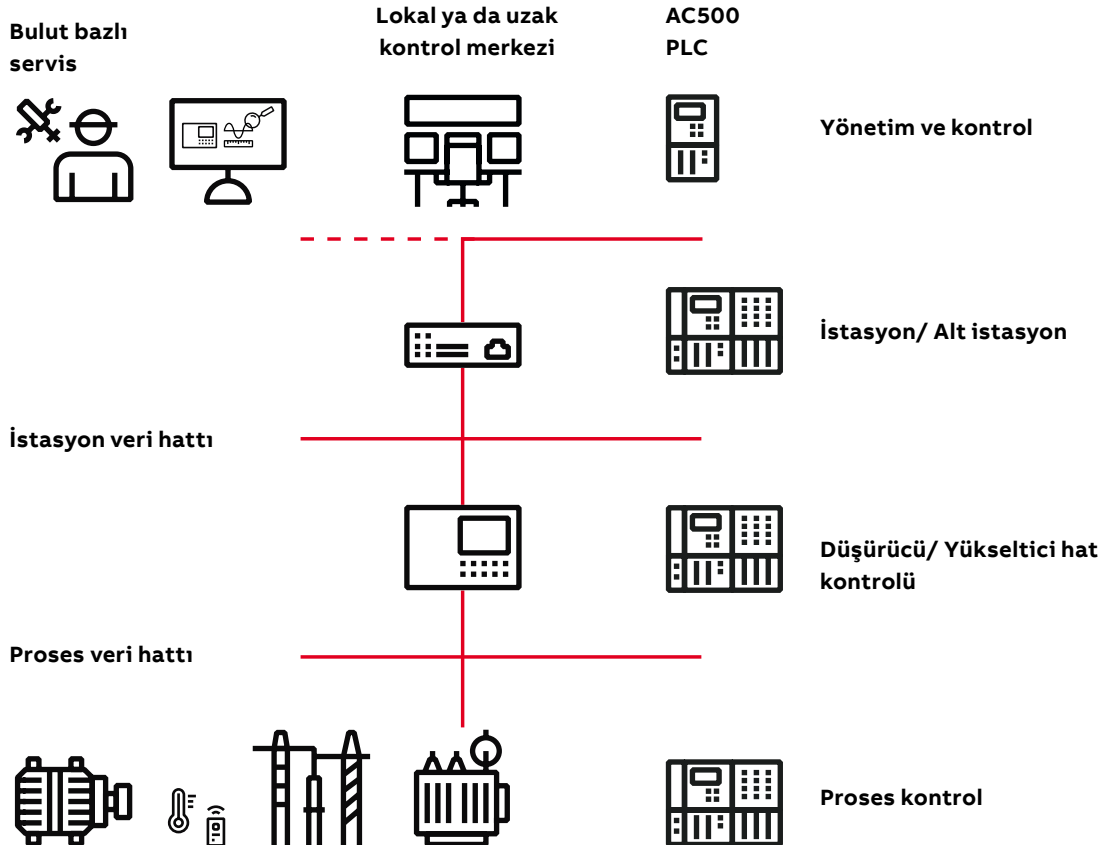 Bulut bazlı
servis
Lokal ya da uzak
kontrol merkezi
AC500
PLC
Yönetim ve kontrol
İstasyon/ Alt istasyon
İstasyon veri hattı
Düşürücü/ Yükseltici hat
kontrolü
Proses veri hattı
Proses kontrol